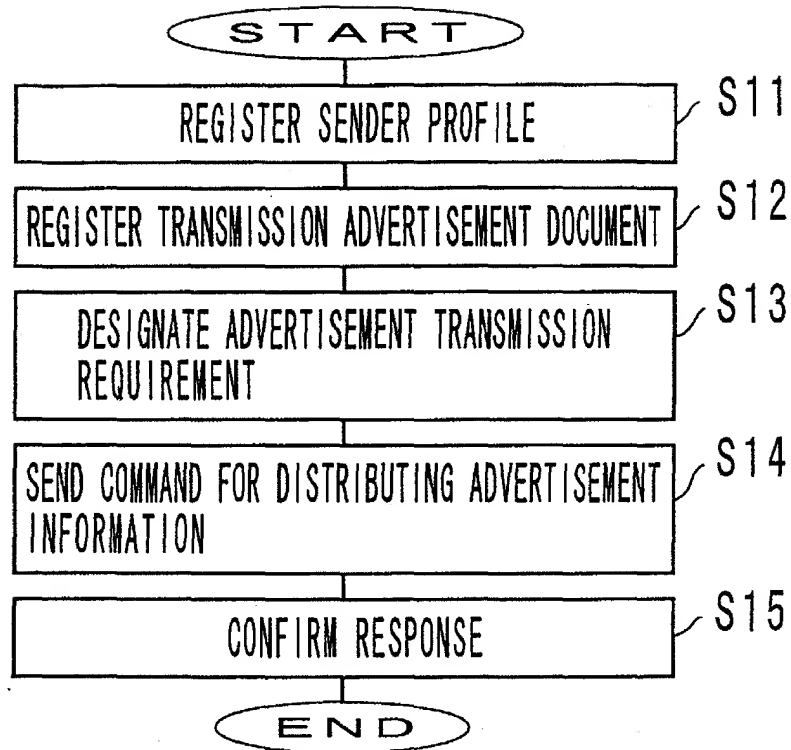 START
REGISTER SENDER PROFILE
S11
REGISTER TRANSMISSION ADVERTISEMENT DOCUMENT
S12
DESIGNATE ADVERTISEMENT TRANSMISSION
REQUIREMENT
S13
SEND COMMAND FOR DISTRIBUTING ADVERTISEMENT
INFORMATION
S14
CONFIRM RESPONSE
S15
END